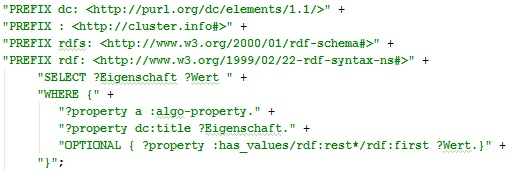 "PREFIX dc: <http://purl.org/dc/elements/1.1/>" +
"PREFIX : <http://cluster.info#>" +
"PREFIX rdfs: <http://www.w3.org/2000/01/rdf-schema#>" +
"PREFIX rdf: <http://www.w3.org/1999/02/22-rdf-syntax-ns#>" +
"SELECT ?Eigenschaft ?Wert " +
"WHERE {" +
"?property a :algo-property." +
"?property dc:title ?Eigenschaft." +
"OPTIONAL { ?property :has_values/rdf:rest*/rdf:first ?Wert.}" +
"}";